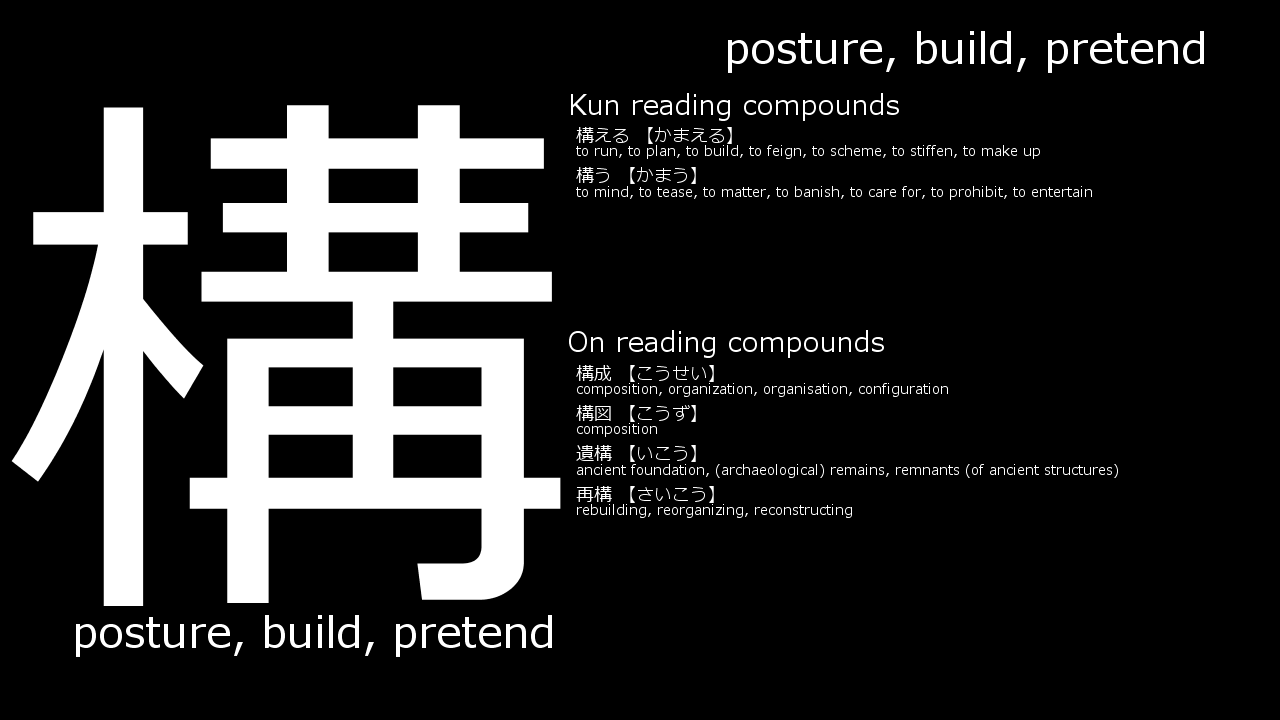 posture, build, pretend
構
Kun reading compounds
構える 【かまえる】
to run, to plan, to build, to feign, to scheme, to stiffen, to make up
構う 【かまう】
to mind, to tease, to matter, to banish, to care for, to prohibit, to entertain
On reading compounds
構成 【こうせい】
composition, organization, organisation, configuration
構図 【こうず】
composition
遺構 【いこう】
ancient foundation, (archaeological) remains, remnants (of ancient structures)
再構 【さいこう】
rebuilding, reorganizing, reconstructing
posture, build, pretend